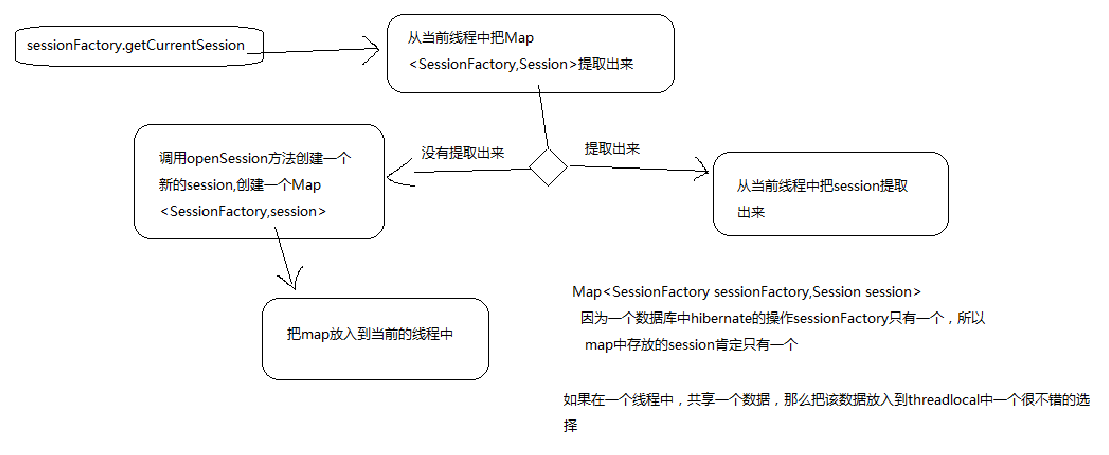 sessionFactory.getCurrentSession
从当前线程中把Map
<SessionFactory,Session>提取出来
没有提取出来
提取出来
调用openSession方法创建一个
新的session,创建一个Map
<SessionFactory,session>
从当前线程中把session提取
出来
把map放入到当前的线程中
Map<SessionFactory sessionFactory,Session session>
因为一个数据库中hibernate的操作sessionFactory只有一个，所以
map中存放的session肯定只有一个
如果在一个线程中，共享一个数据，那么把该数据放入到threadlocal中一个很不错的选
择